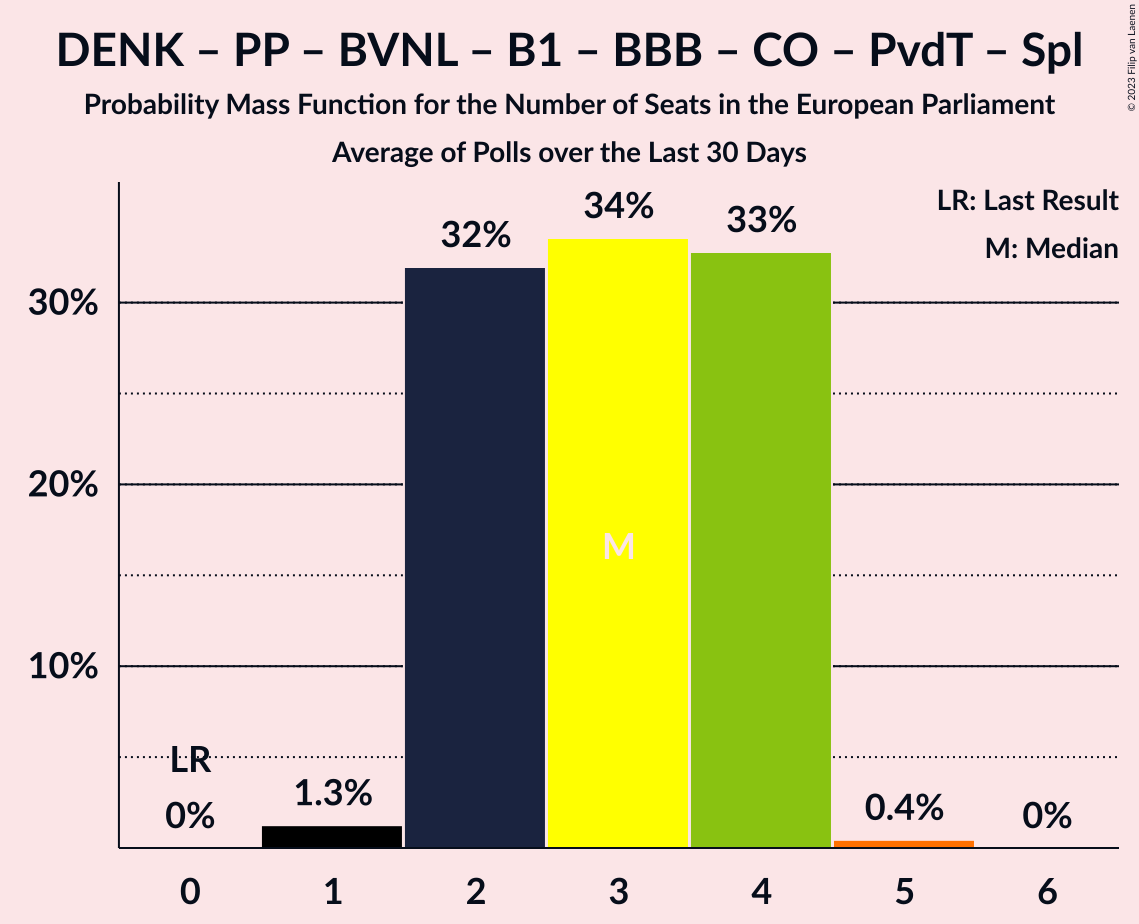 DENK – PP – BVNL – B1 – BBB – CO – PvdT – Spl
Probability Mass Function for the Number of Seats in the European Parliament
Average of Polls over the Last 30 Days
© 2023 Filip van Laenen
LR: Last Result
M: Median
34%
33%
32%
30%
20%
M
10%
LR
1.3%
0.4%
0%
0%
0 1 2 3 4 5 6